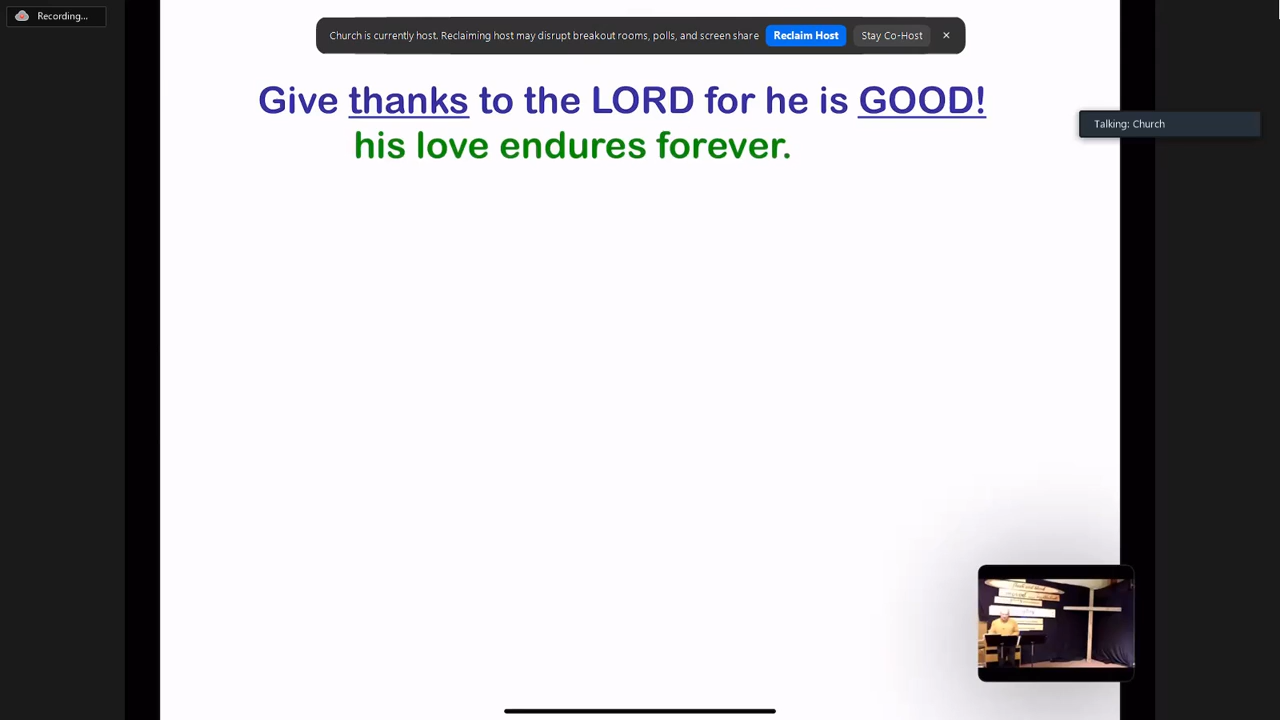 Recording...
Church is currently host. Reclaiming host may disrupt breakout rooms, polls, and screen share Reclaim Host Stay Co-Host ×
Give thanks to the LORD for he is GOOD!
Talking: Church
his love endures forever.